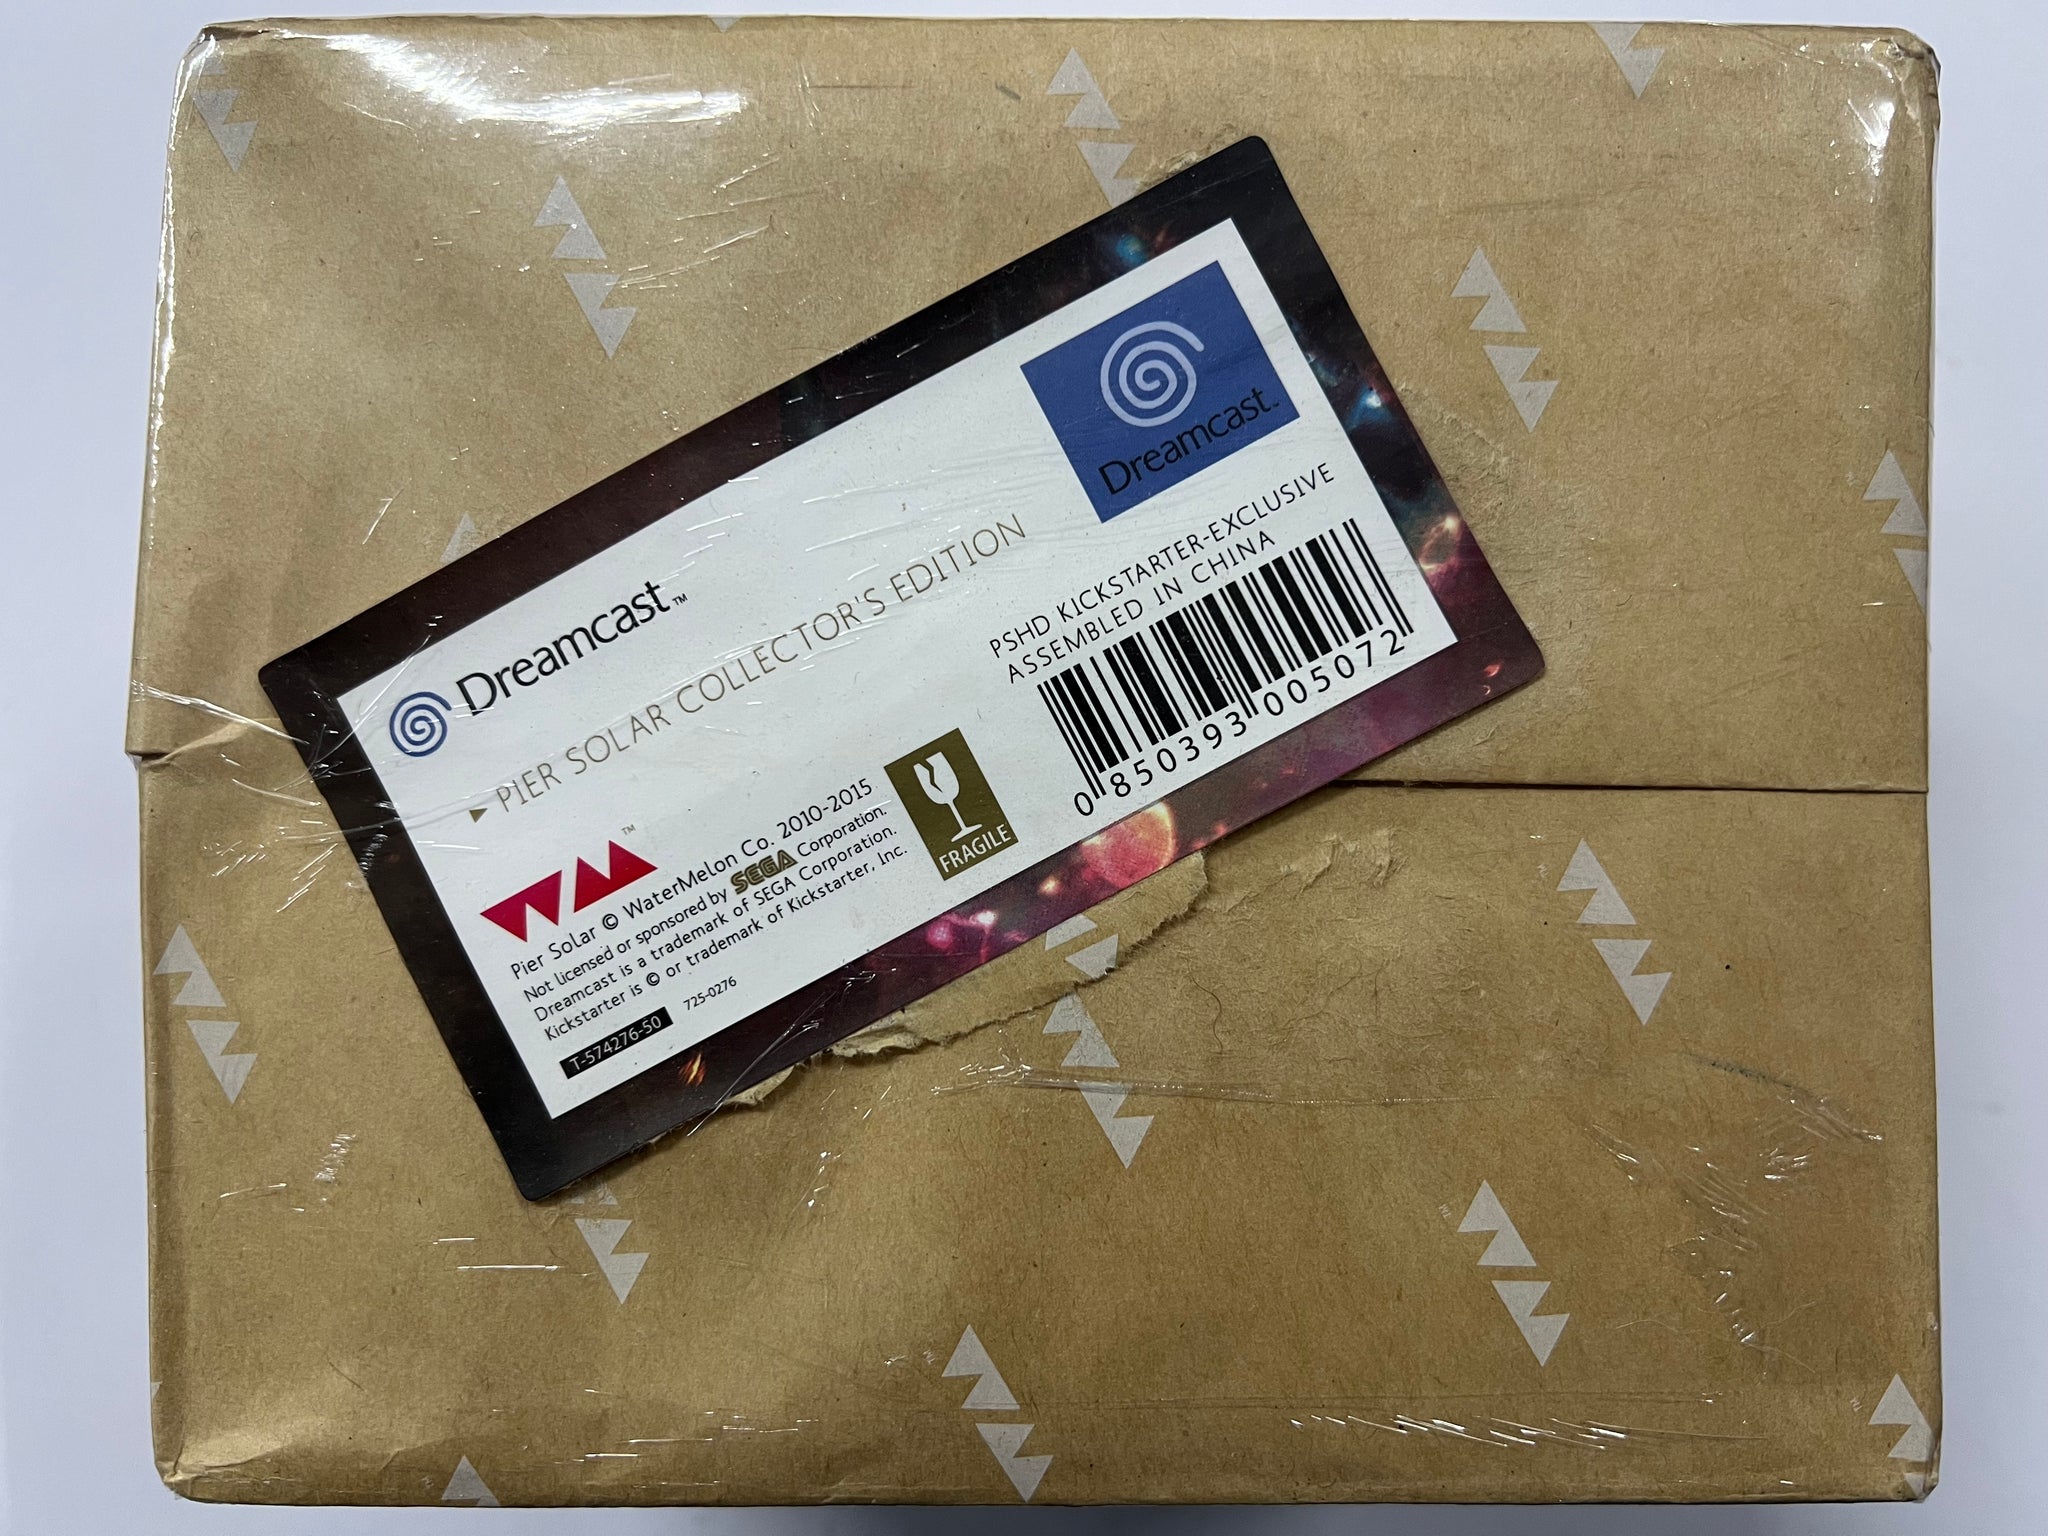 Dreamcast™
PIER SOLAR COLLECTOR'S EDITION
Dreamcast™
PSHD KICKSTARTER-EXCLUSIVE
ASSEMBLED IN CHINA
0 850393 005072
FRAGILE
WM™
Pier Solar © WaterMelon Co. 2010-2015
Not licensed or sponsored by SEGA Corporation.
Dreamcast is a trademark of SEGA Corporation.
Kickstarter is © or trademark of Kickstarter, Inc.
T-574276-50 725-0276